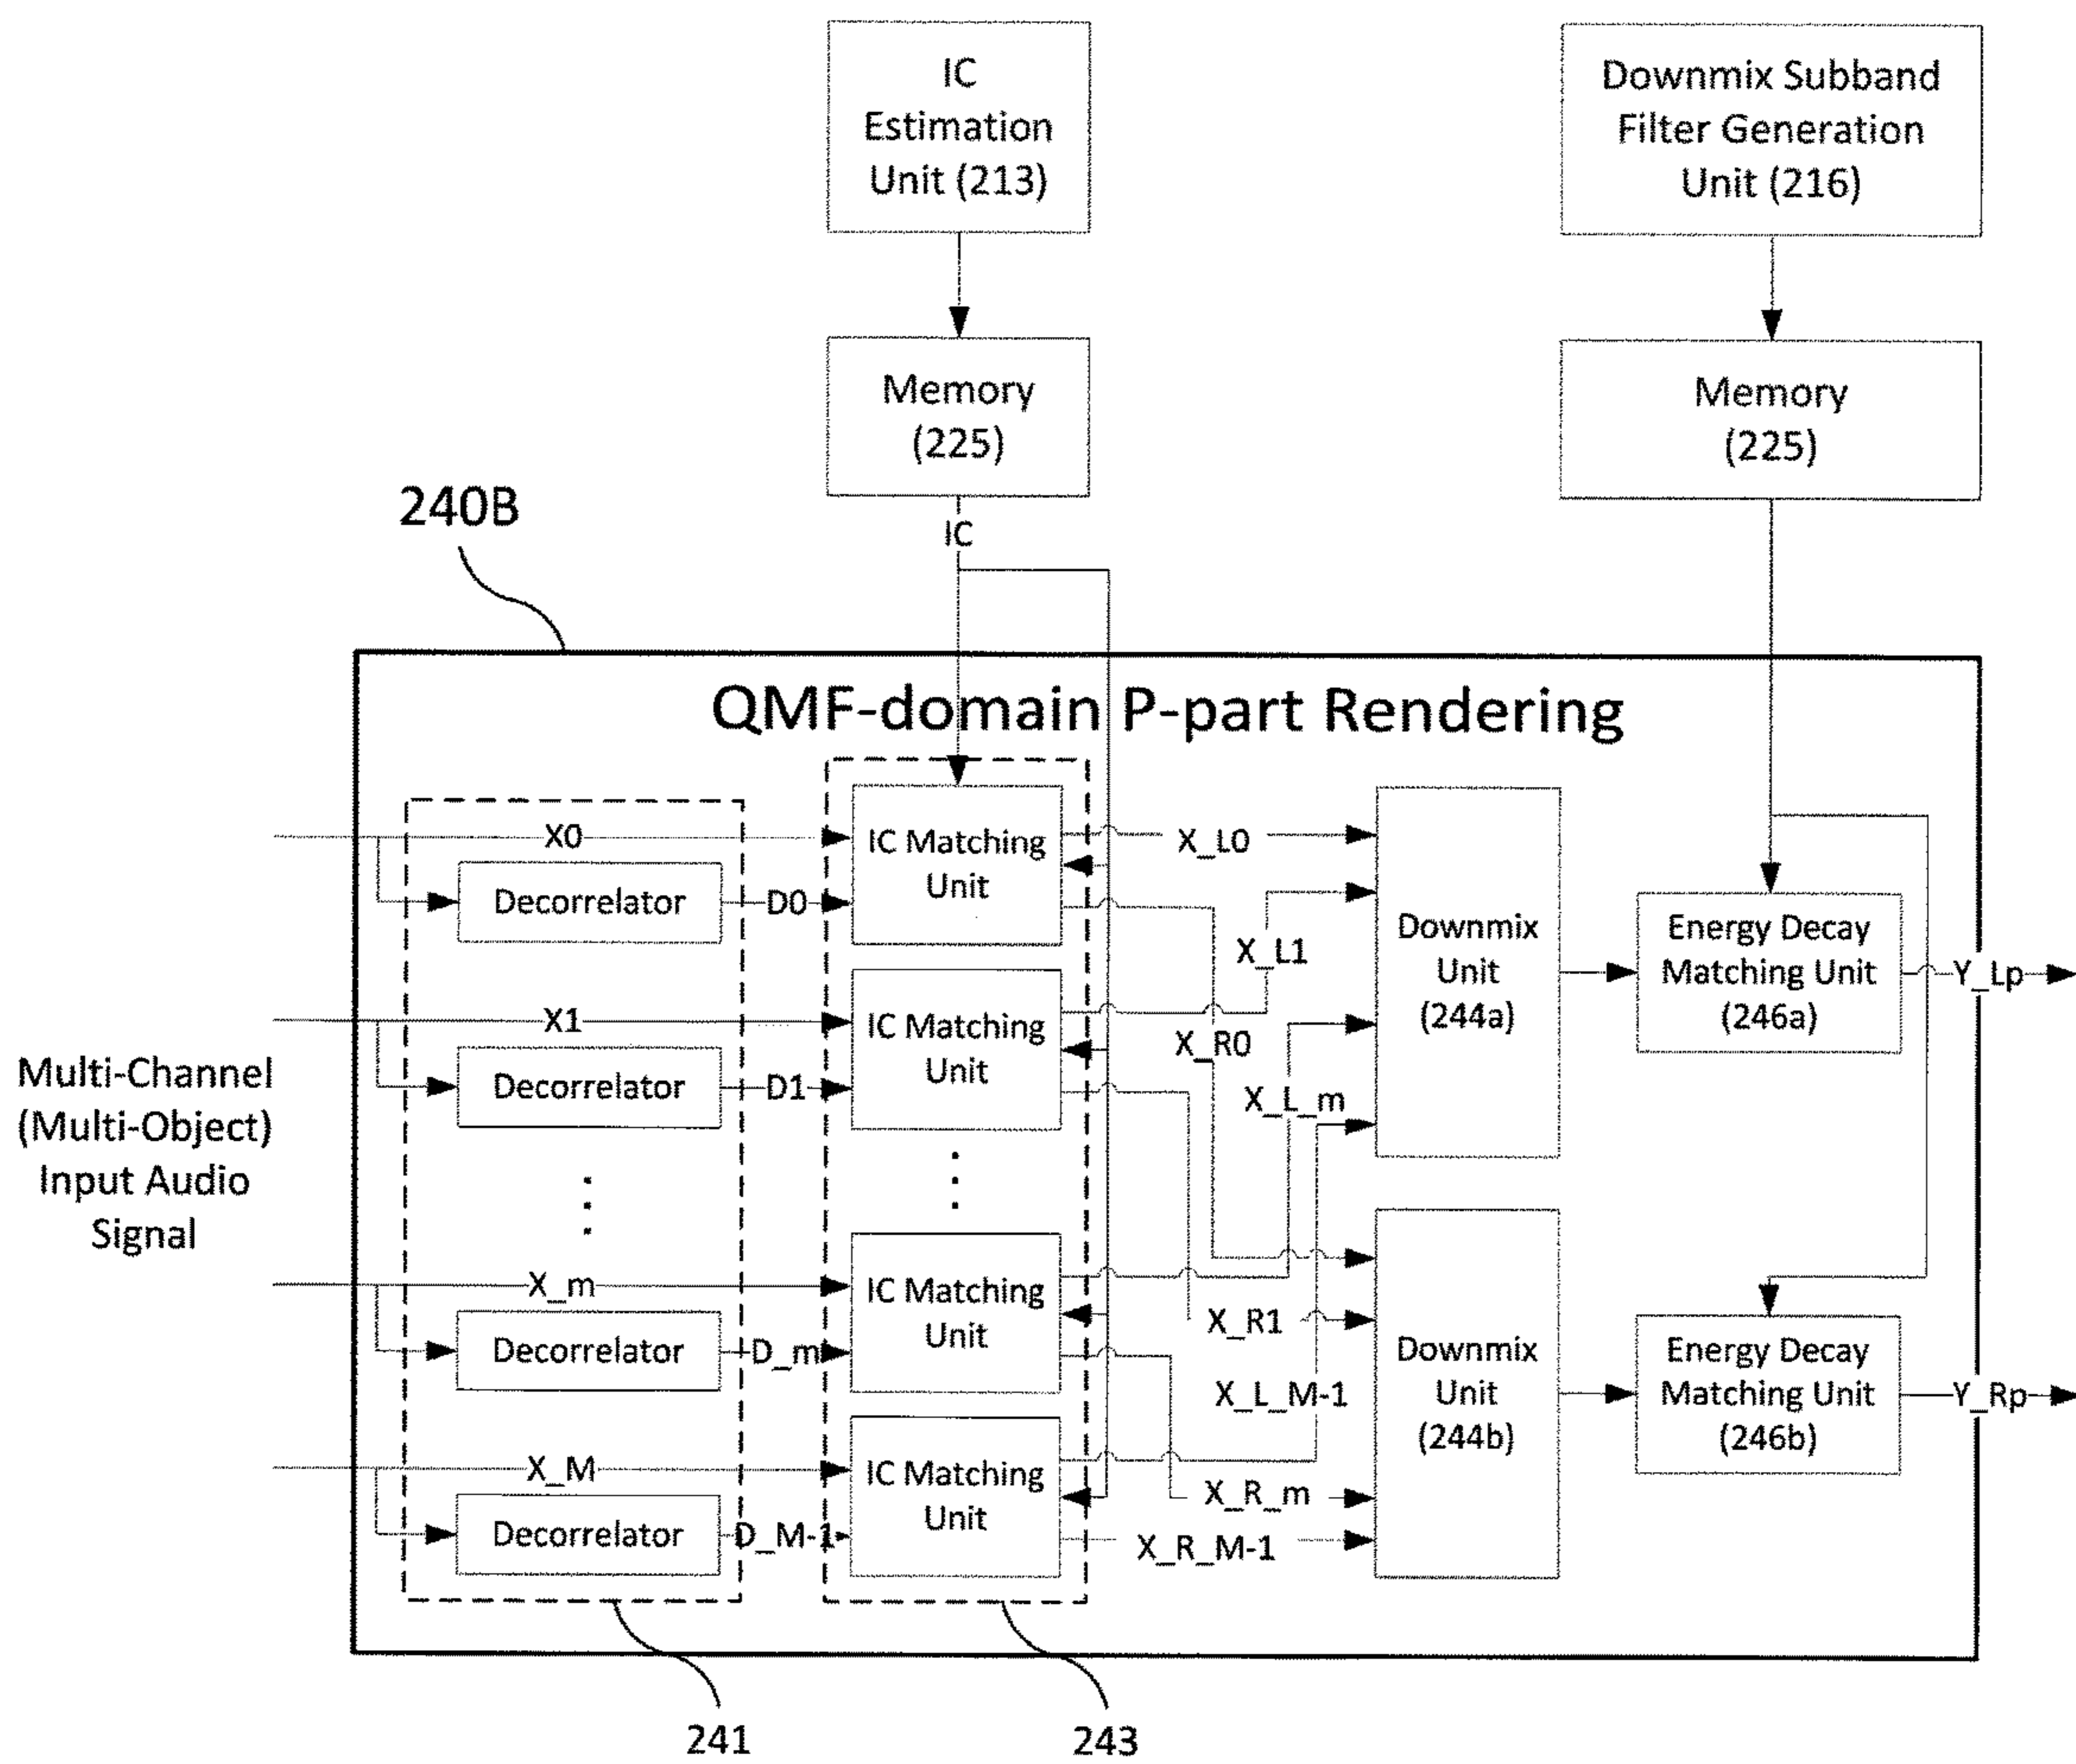 IC
Estimation
Unit (213)
Downmix Subband
Filter Generation
Unit (216)
Memory
(225)
Memory
(225)
IC
240B
QMF-domain P-part Rendering
Multi-Channel
(Multi-Object)
Input Audio
Signal
X0
Decorrelator
D0
IC Matching
Unit
X_L0
X1
Decorrelator
D1
IC Matching
Unit
X_L1
X_R0
X_L_m
X_m
Decorrelator
D_m
IC Matching
Unit
X_R1
X_L_M-1
X_M
Decorrelator
D_M-1
IC Matching
Unit
X_R_m
X_R_M-1
Downmix
Unit
(244a)
Energy Decay
Matching Unit
(246a)
Y_Lp
Downmix
Unit
(244b)
Energy Decay
Matching Unit
(246b)
Y_Rp
241
243